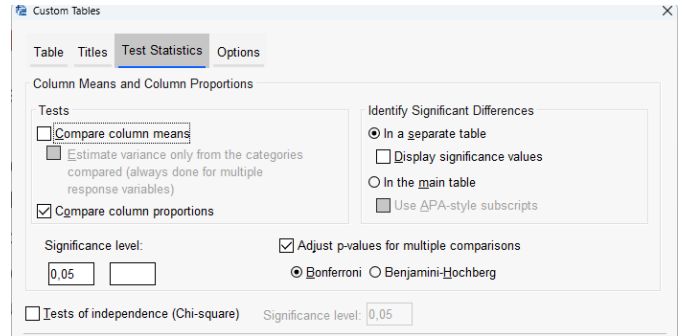 Custom Tables
Table Titles Test Statistics Options
Column Means and Column Proportions
Tests
Compare column means
Estimate variance only from the categories
compared (always done for multiple
response variables)
Compare column proportions
Identify Significant Differences
In a separate table
Display significance values
In the main table
Use APA-style subscripts
Significance level:
0,05
Adjust p-values for multiple comparisons
Bonferroni Benjamini-Hochberg
Tests of independence (Chi-square) Significance level: 0,05